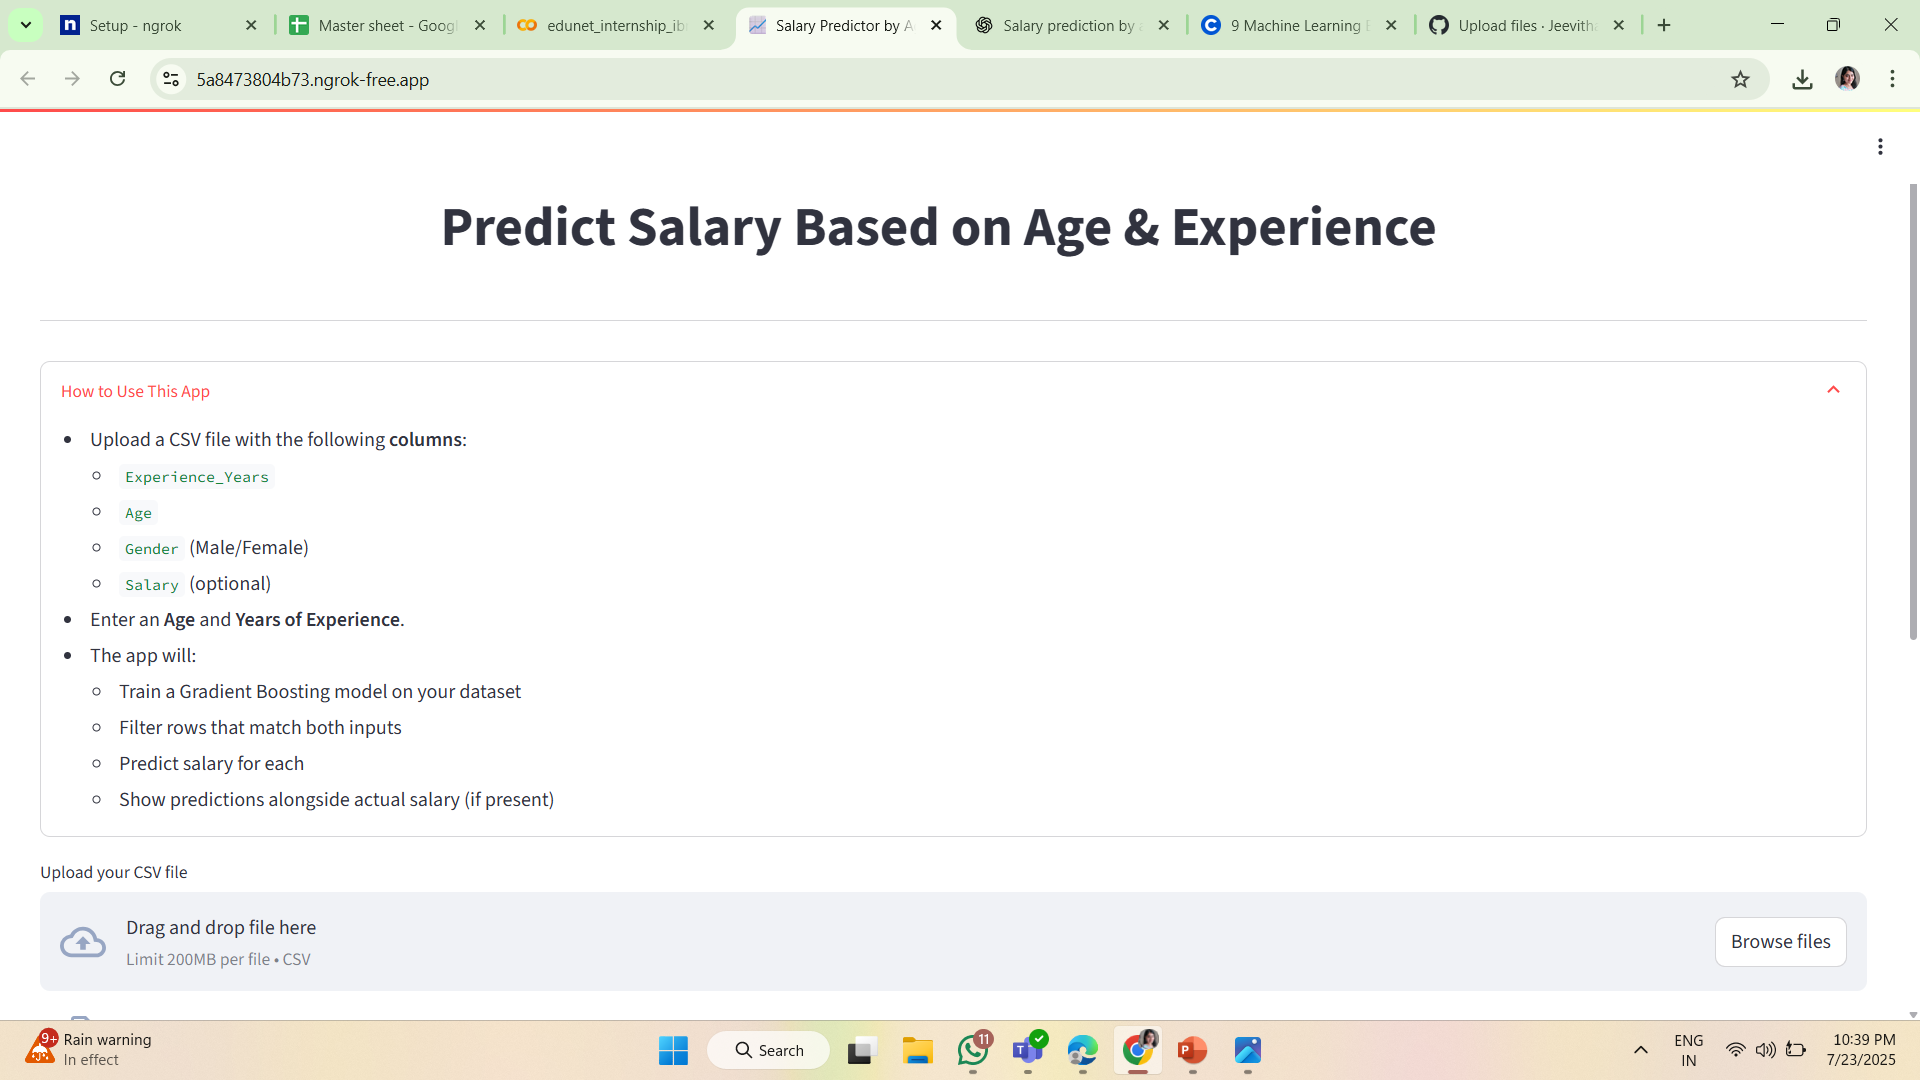 Setup - ngrok
Master sheet - Googl
edunet_internship_ib
Salary Predictor by A
Salary prediction by a
9 Machine Learning E
Upload files · Jeevitha
5a8473804b73.ngrok-free.app
Predict Salary Based on Age & Experience
How to Use This App
Upload a CSV file with the following columns:
Experience_Years
Age
Gender (Male/Female)
Salary (optional)
Enter an Age and Years of Experience.
The app will:
Train a Gradient Boosting model on your dataset
Filter rows that match both inputs
Predict salary for each
Show predictions alongside actual salary (if present)
Upload your CSV file
Drag and drop file here
Limit 200MB per file • CSV
Browse files
9+
Rain warning
In effect
Search
11
ENG
IN
10:39 PM
7/23/2025